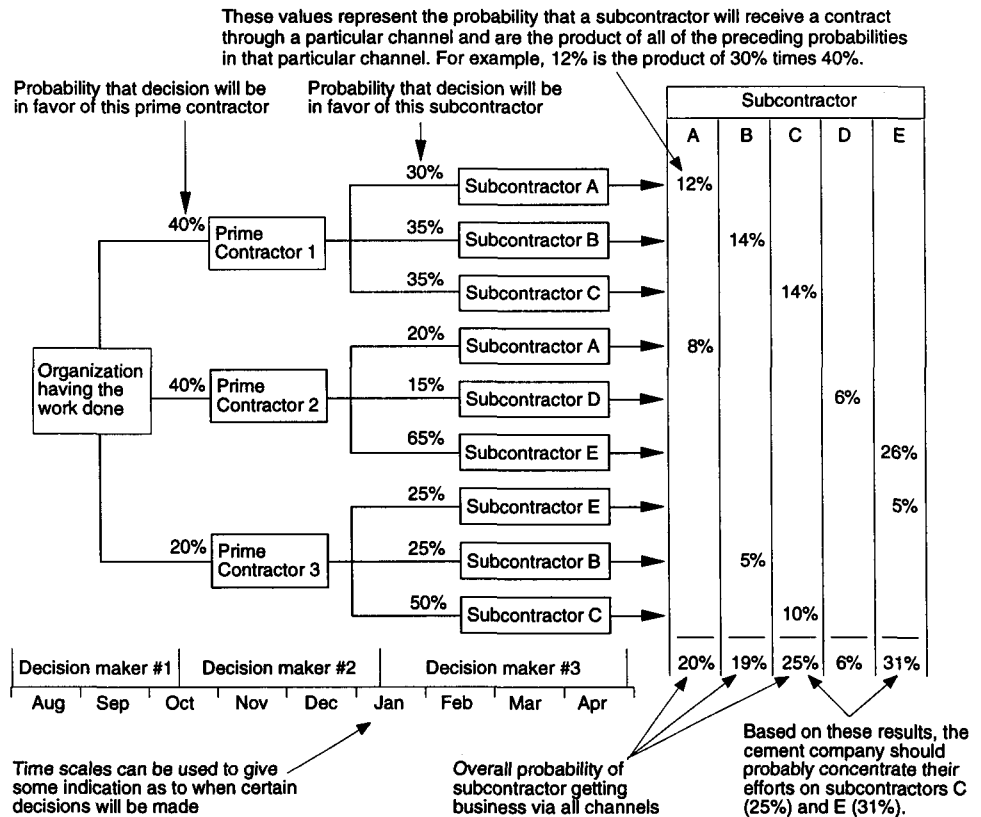 These values represent the probability that a subcontractor will receive a contract
through a particular channel and are the product of all of the preceding probabilities
in that particular channel. For example, 12% is the product of 30% times 40%.
Probability that decision will be
in favor of this prime contractor
Probability that decision will be
in favor of this subcontractor
Subcontractor
A B C D E
30% Subcontractor A 12%
40% Prime
Contractor 1
35% Subcontractor B 14%
35% Subcontractor C 14%
20% Subcontractor A 8%
Organization
having the
work done
40% Prime
Contractor 2
15% Subcontractor D 6%
65% Subcontractor E 26%
25% Subcontractor E 5%
20% Prime
Contractor 3
25% Subcontractor B 5%
50% Subcontractor C 10%
20% 19% 25% 6% 31%
Decision maker #1 Decision maker #2 Decision maker #3
Aug Sep Oct Nov Dec Jan Feb Mar Apr
Time scales can be used to give
some indication as to when certain
decisions will be made
Overall probability of
subcontractor getting
business via all channels
Based on these results, the
cement company should
probably concentrate their
efforts on subcontractors C
(25%) and E (31%).